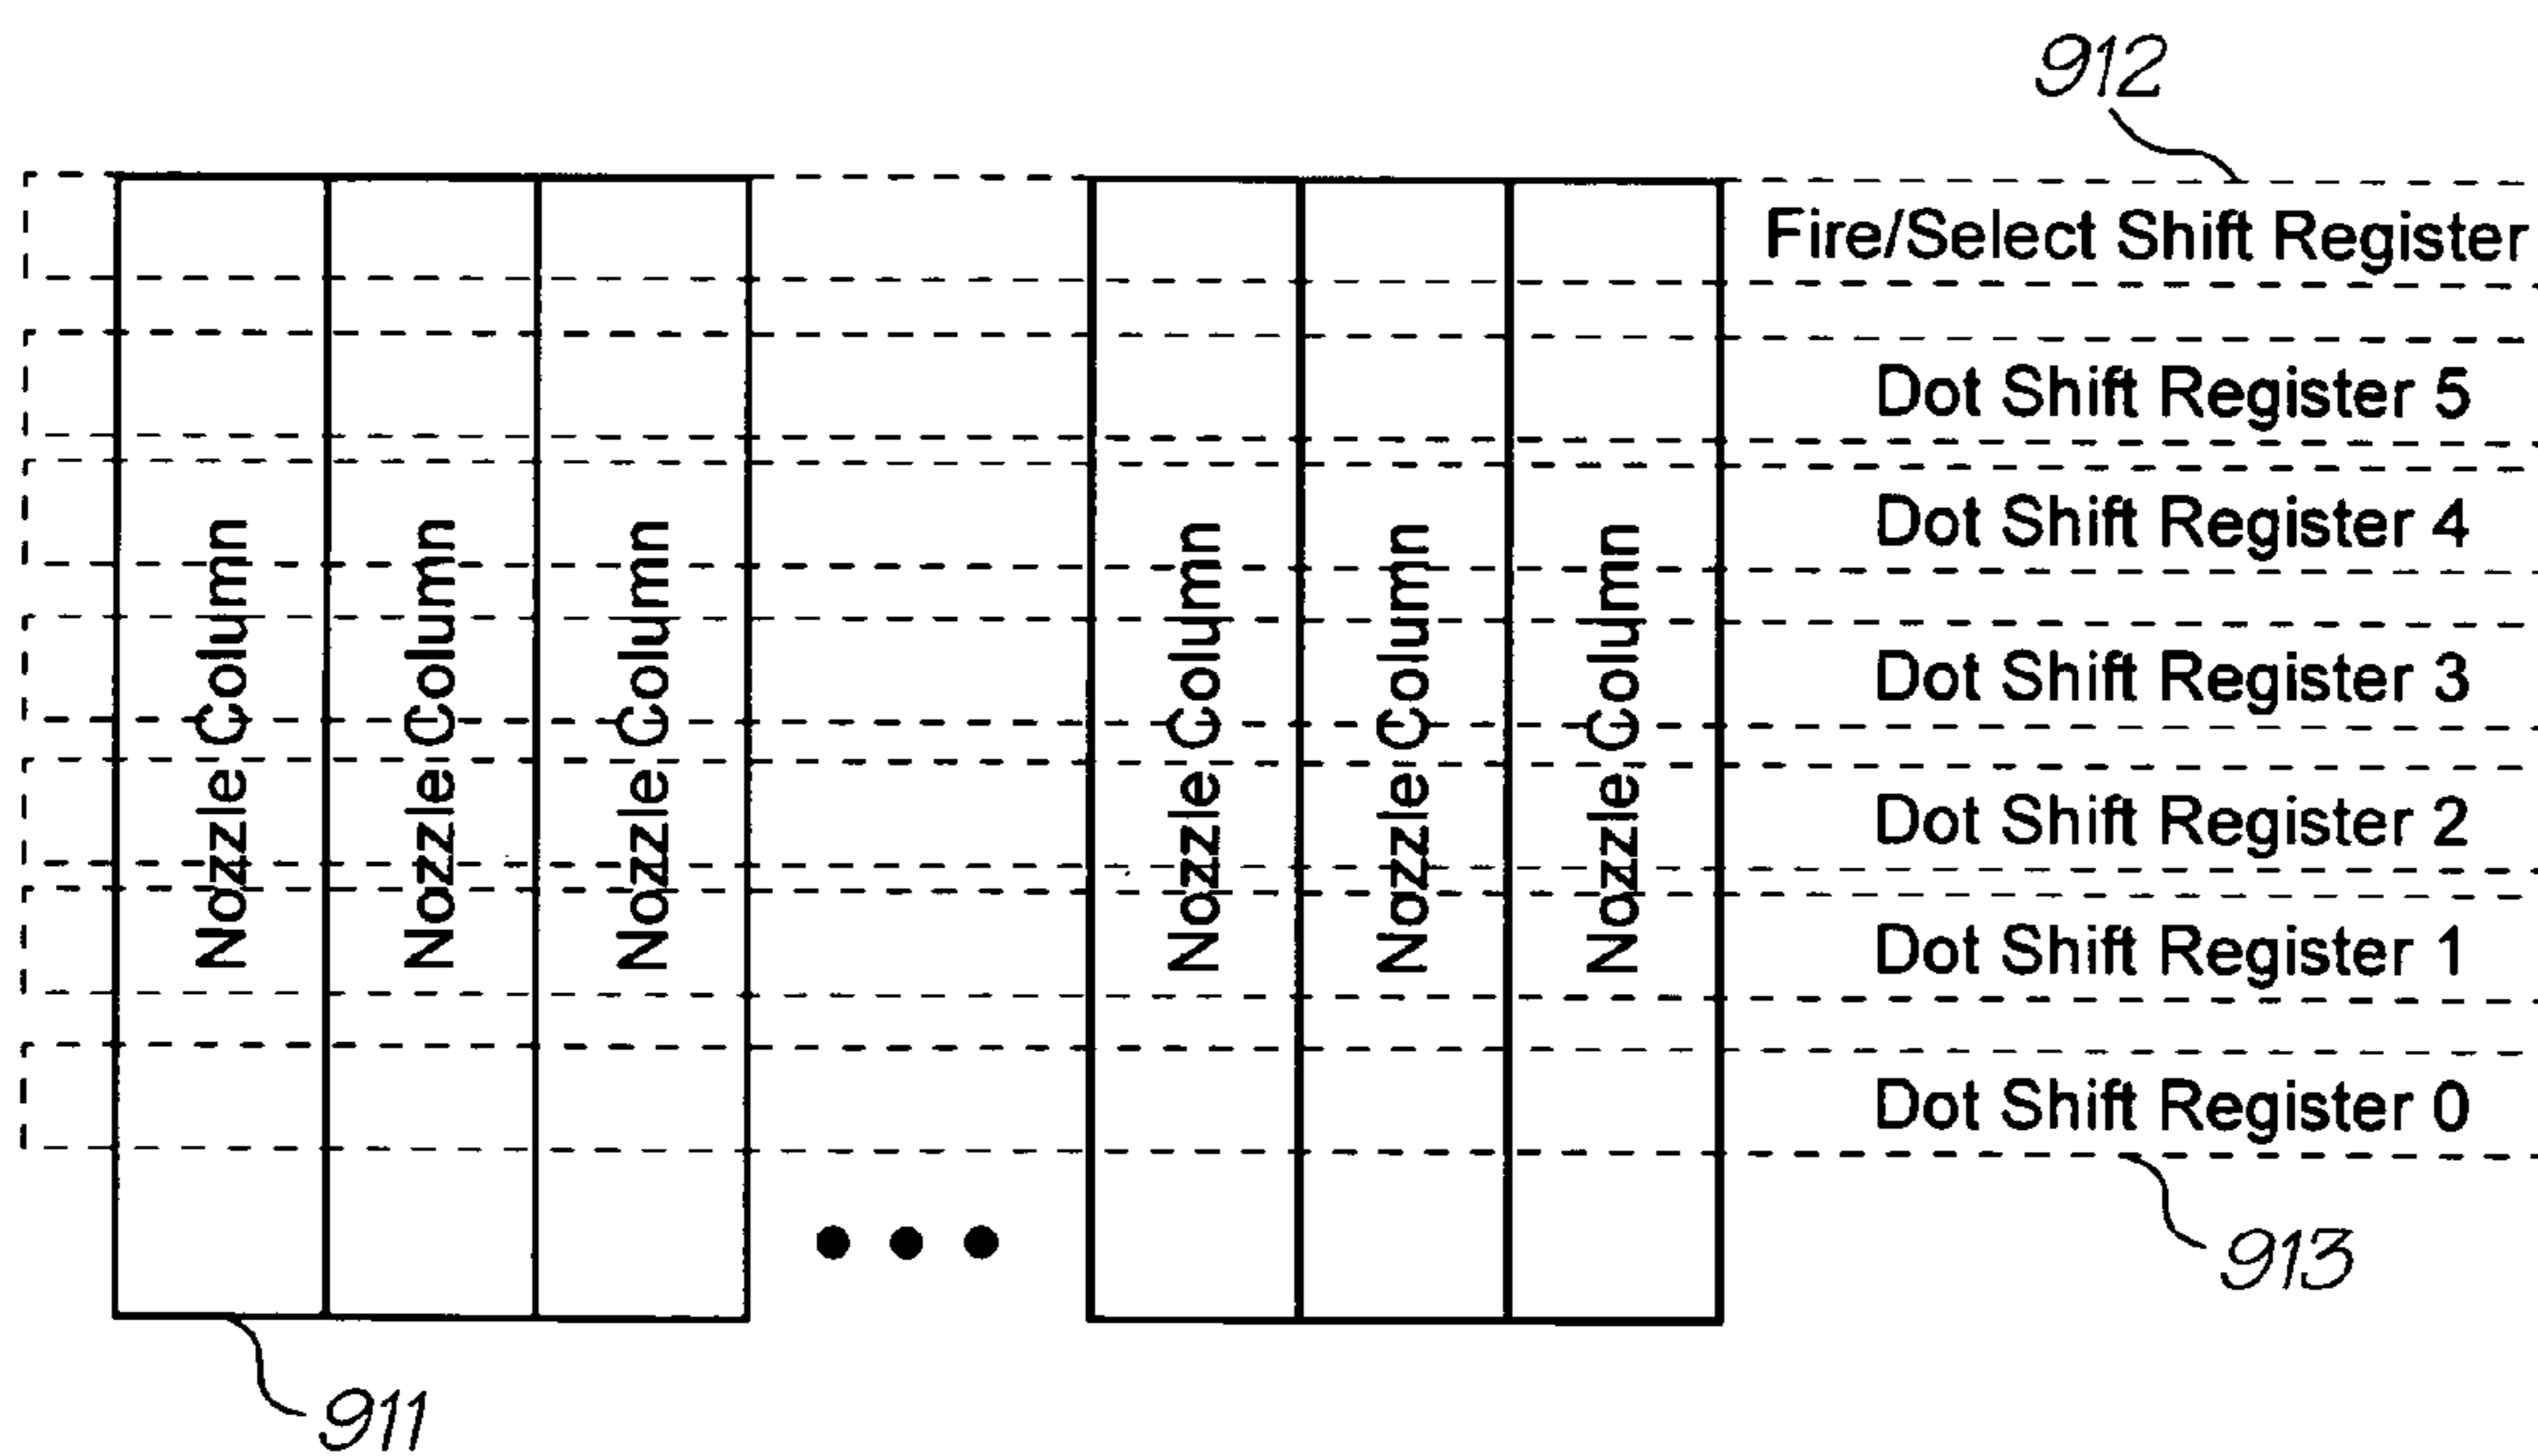 912
Fire/Select Shift Register
Dot Shift Register 5
Dot Shift Register 4
Dot Shift Register 3
Dot Shift Register 2
Dot Shift Register 1
Dot Shift Register 0
Nozzle Column
Nozzle Column
Nozzle Column
Nozzle Column
Nozzle Column
Nozzle Column
913
911